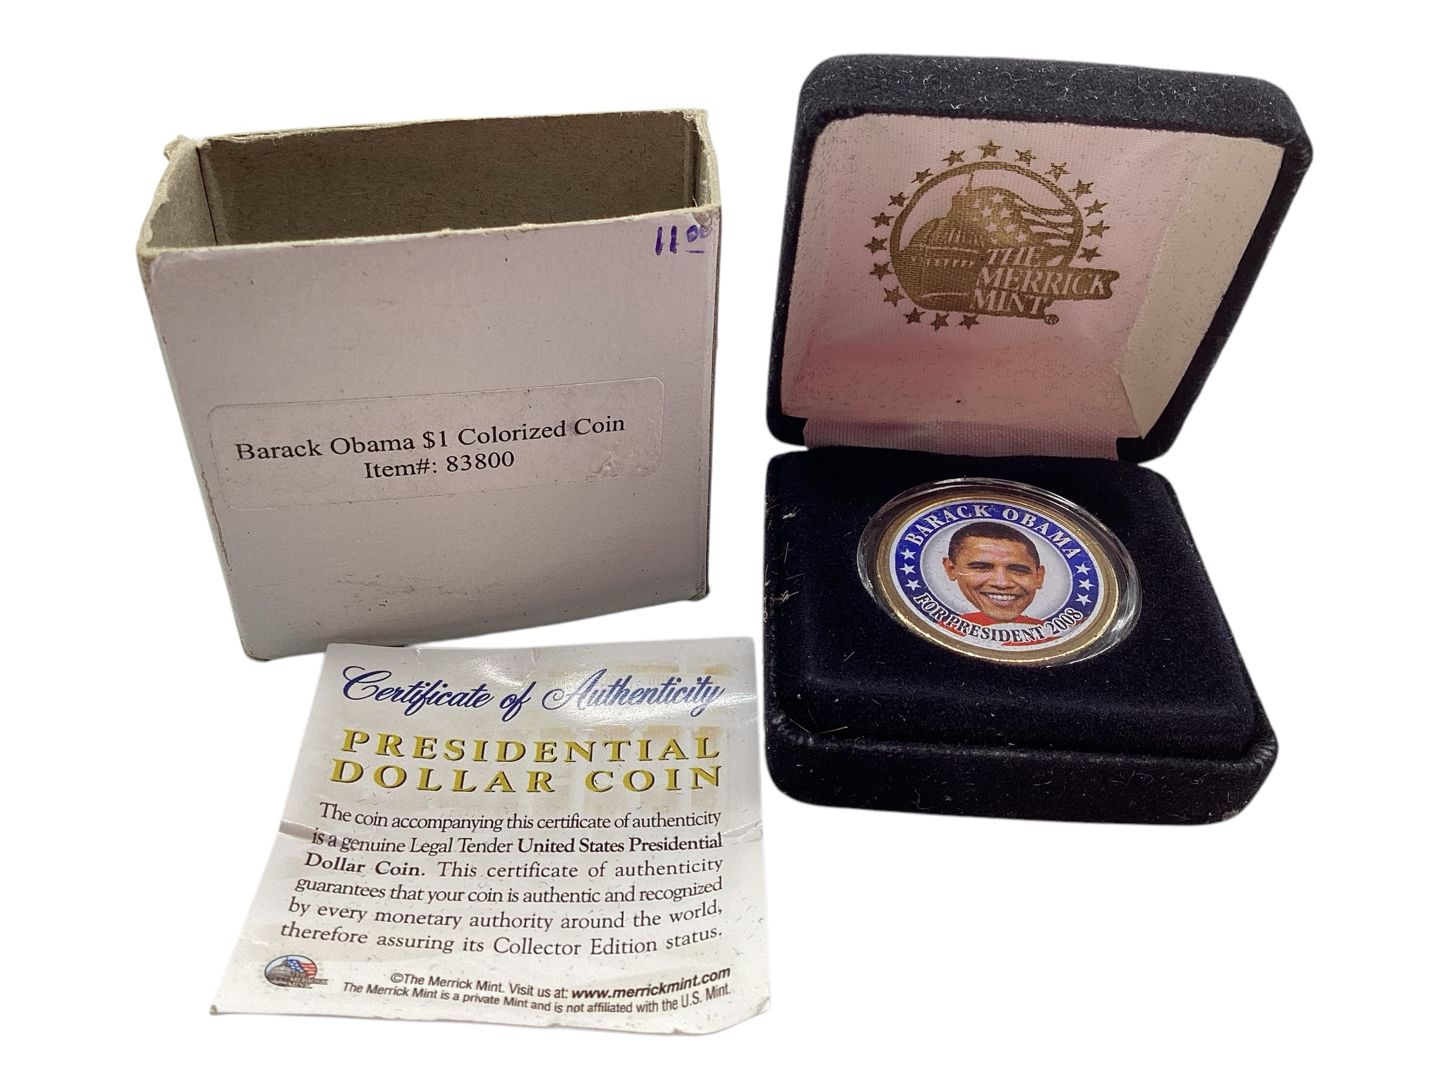 11 00
Barack Obama $1 Colorized Coin
Item#: 83800
THE
MERRICK
MINT®
BARACK OBAMA
FOR PRESIDENT 2008
Certificate of Authenticity
PRESIDENTIAL
DOLLAR COIN
The coin accompanying this certificate of authenticity
is a genuine Legal Tender United States Presidential
Dollar Coin. This certificate of authenticity
guarantees that your coin is authentic and recognized
by every monetary authority around the world,
therefore assuring its Collector Edition status.
THE
MERRICK
MINT
©The Merrick Mint. Visit us at: www.merrickmint.com
The Merrick Mint is a private Mint and is not affiliated with the U.S. Mint.